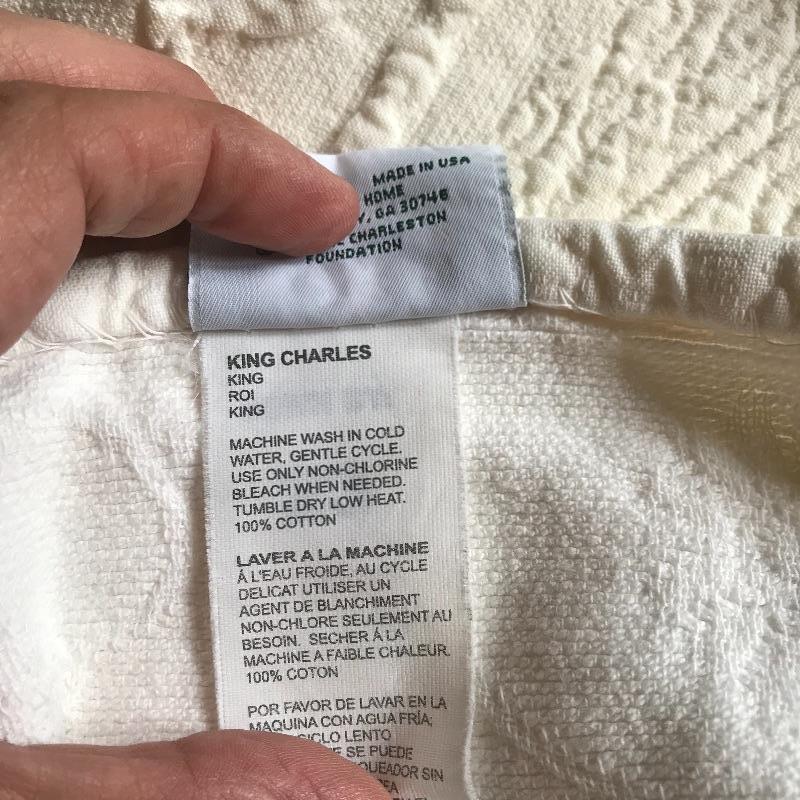 MADE IN USA
HOME
GA 30746
CHARLESTON
FOUNDATION
KING CHARLES
KING
ROI
KING
MACHINE WASH IN COLD
WATER, GENTLE CYCLE.
USE ONLY NON-CHLORINE
BLEACH WHEN NEEDED.
TUMBLE DRY LOW HEAT.
100% COTTON
LAVER A LA MACHINE
Á L'EAU FROIDE, AU CYCLE
DELICAT UTILISER UN
AGENT DE BLANCHIMENT
NON-CHLORE SEULEMENT AU
BESOIN. SECHER Á LA
MACHINE A FAIBLE CHALEUR.
100% COTON
POR FAVOR DE LAVAR EN LA
MAQUINA CON AGUA FRÍA;
LENTO
SE PUEDE
SIN